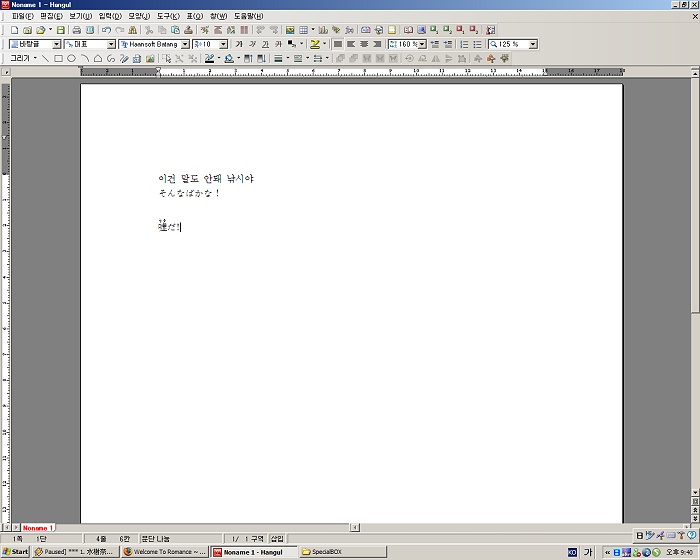 Noname 1 - Hangul
파일(F) 편집(E) 보기(U) 입력(D) 모양(J) 도구(K) 표(Q) 창(W) 도움말(H)
바탕글 대표 Haansoft Batang 10 가 가 가 가 160 % 125 %
그리기
이건 말도 안돼 낚시야
そんなばかな！
だ!
Noname 1
1쪽 1단 4줄 6칸 문단 나눔 1/ 1 구역 삽입
Start Paused] *** 1. 水樹奈... Welcome To Romance ~ ... Noname 1 - Hangul SpecialBOX KO 가 오후 9:40